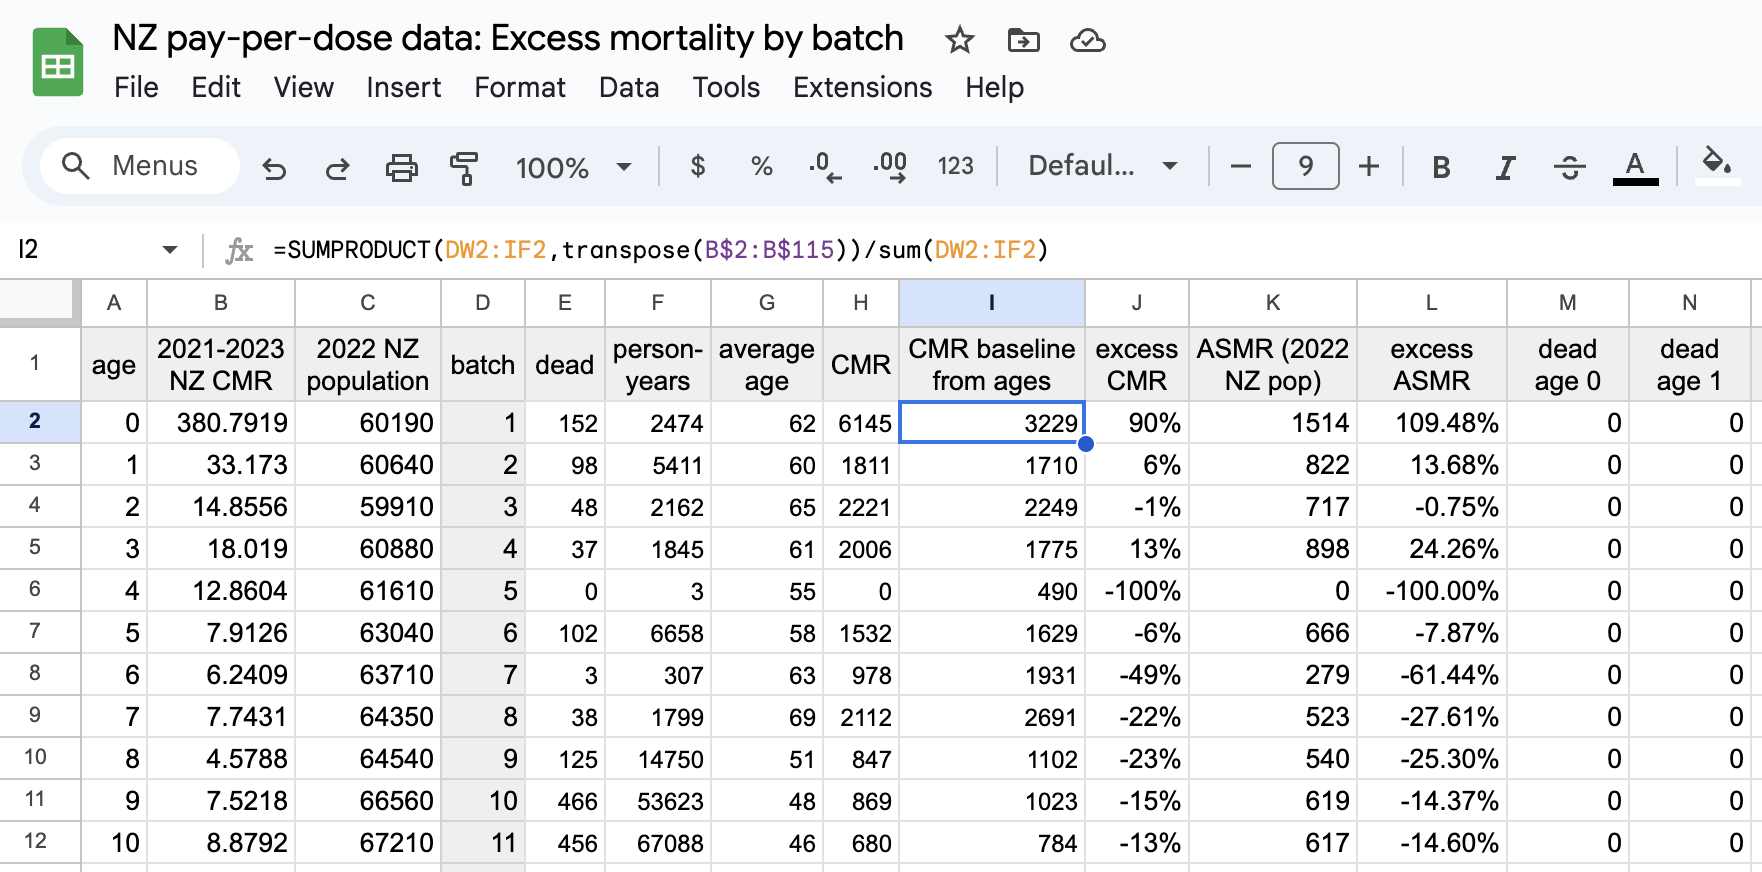 NZ pay-per-dose data: Excess mortality by batch
File Edit View Insert Format Data Tools Extensions Help
Menus 100% $ % .0 .00 123 Defaul... 9 B I A
I2 fx =SUMPRODUCT(DW2:IF2,transpose(B$2:B$115))/sum(DW2:IF2)
A B C D E F G H I J K L M N
1 age 2021-2023 NZ CMR 2022 NZ population batch dead person-years average age CMR CMR baseline from ages excess CMR ASMR (2022 NZ pop) excess ASMR dead age 0 dead age 1
2 0 380.7919 60190 1 152 2474 62 6145 3229 90% 1514 109.48% 0 0
3 1 33.173 60640 2 98 5411 60 1811 1710 6% 822 13.68% 0 0
4 2 14.8556 59910 3 48 2162 65 2221 2249 -1% 717 -0.75% 0 0
5 3 18.019 60880 4 37 1845 61 2006 1775 13% 898 24.26% 0 0
6 4 12.8604 61610 5 0 3 55 0 490 -100% 0 -100.00% 0 0
7 5 7.9126 63040 6 102 6658 58 1532 1629 -6% 666 -7.87% 0 0
8 6 6.2409 63710 7 3 307 63 978 1931 -49% 279 -61.44% 0 0
9 7 7.7431 64350 8 38 1799 69 2112 2691 -22% 523 -27.61% 0 0
10 8 4.5788 64540 9 125 14750 51 847 1102 -23% 540 -25.30% 0 0
11 9 7.5218 66560 10 466 53623 48 869 1023 -15% 619 -14.37% 0 0
12 10 8.8792 67210 11 456 67088 46 680 784 -13% 617 -14.60% 0 0